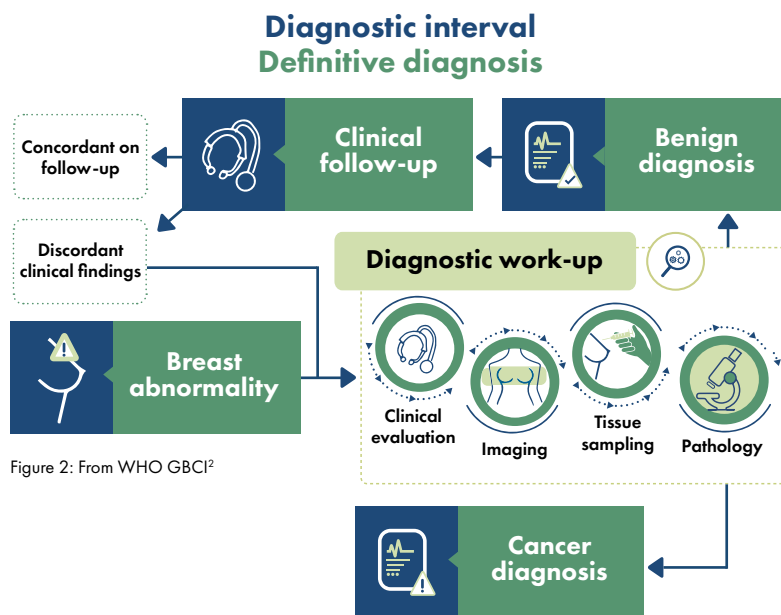 Diagnostic interval
Definitive diagnosis
Concordant on
follow-up
Clinical
follow-up
Benign
diagnosis
Discordant
clinical findings
Diagnostic work-up
Breast
abnormality
Clinical
evaluation
Imaging
Tissue
sampling
Pathology
Figure 2: From WHO GBCI²
Cancer
diagnosis